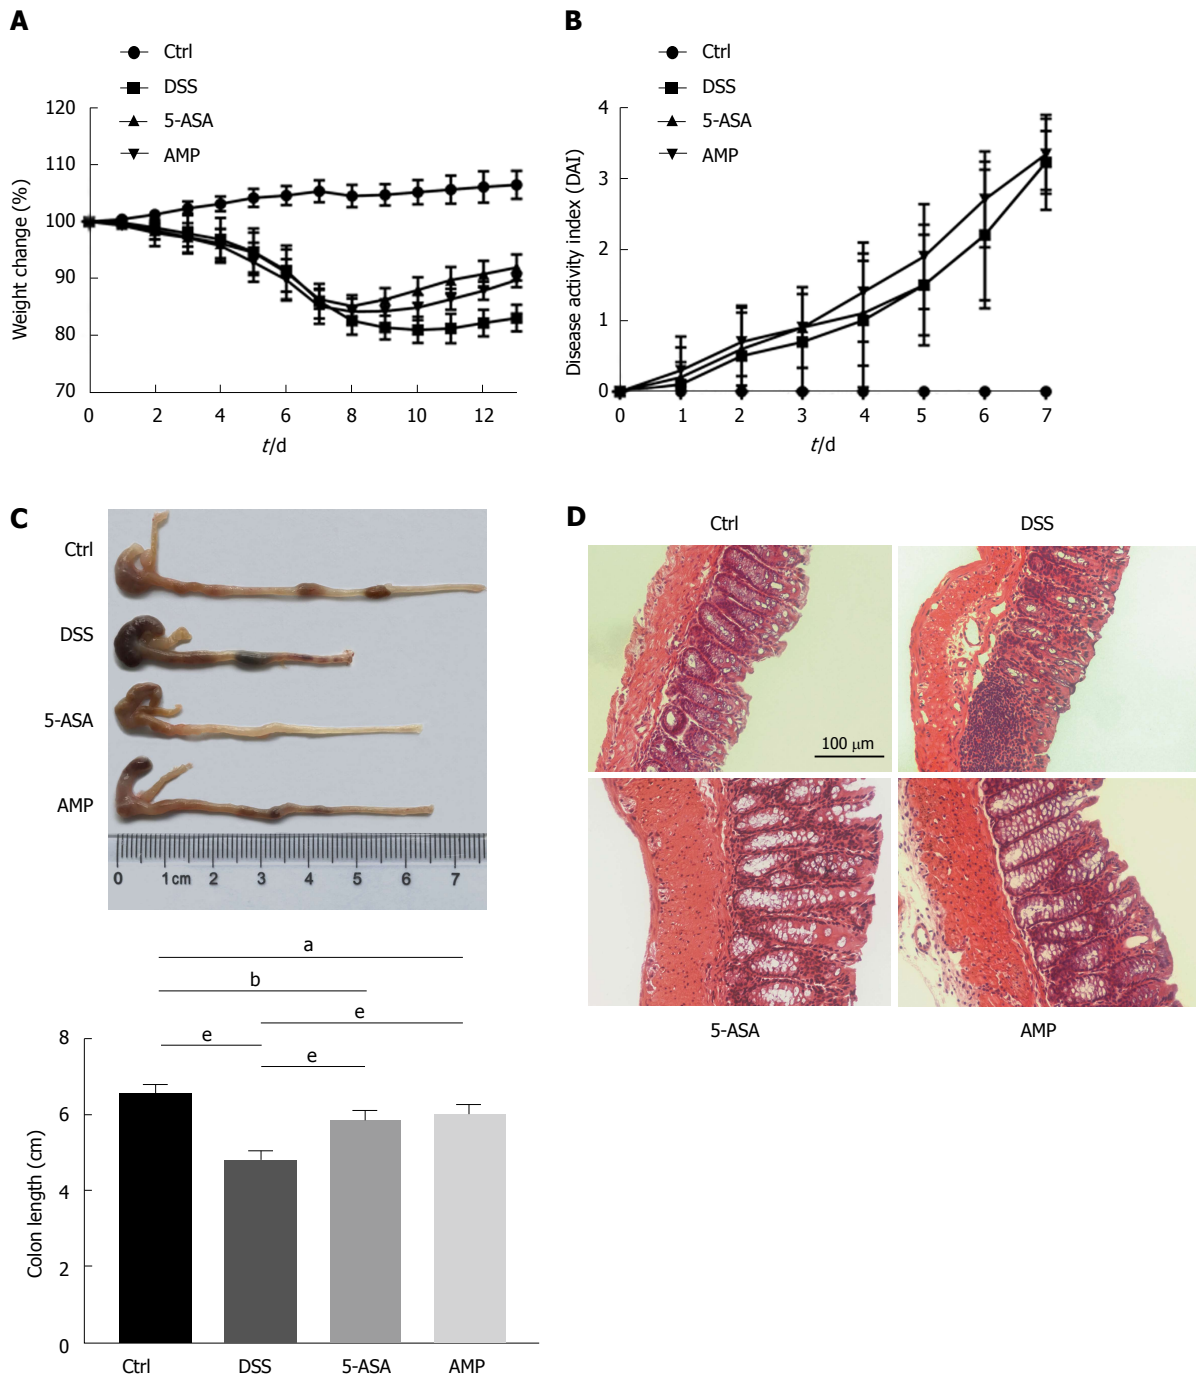 A
Ctrl
DSS
5-ASA
AMP
120
110
100
90
80
70
Weight change (%)
0 2 4 6 8 10 12
t/d
B
Ctrl
DSS
5-ASA
AMP
4
3
2
1
0
Disease activity index (DAI)
0 1 2 3 4 5 6 7
t/d
C
Ctrl
DSS
5-ASA
AMP
0 1 cm 2 3 4 5 6 7
a
b
e
e
e
8
6
4
2
0
Colon length (cm)
Ctrl DSS 5-ASA AMP
D
Ctrl DSS
100 μm
5-ASA AMP